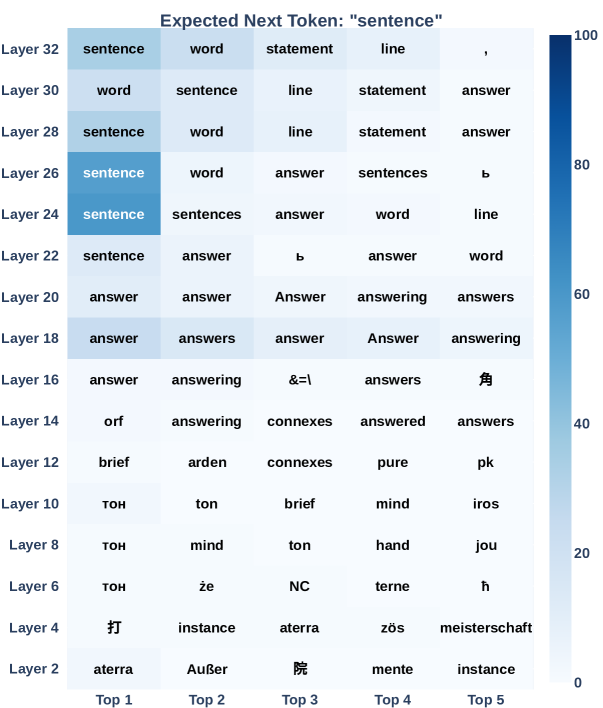 Expected Next Token: "sentence"
Layer 32 sentence word statement line ,
Layer 30 word sentence line statement answer
Layer 28 sentence word line statement answer
Layer 26 sentence word answer sentences ь
Layer 24 sentence sentences answer word line
Layer 22 sentence answer ь answer word
Layer 20 answer answer Answer answering answers
Layer 18 answer answers answer Answer answering
Layer 16 answer answering &=\ answers 角
Layer 14 orf answering connexes answered answers
Layer 12 brief arden connexes pure pk
Layer 10 тон ton brief mind iros
Layer 8 тон mind ton hand jou
Layer 6 тон że NC terne ħ
Layer 4 打 instance aterra zös meisterschaft
Layer 2 aterra Außer 院 mente instance
Top 1 Top 2 Top 3 Top 4 Top 5
100
80
60
40
20
0